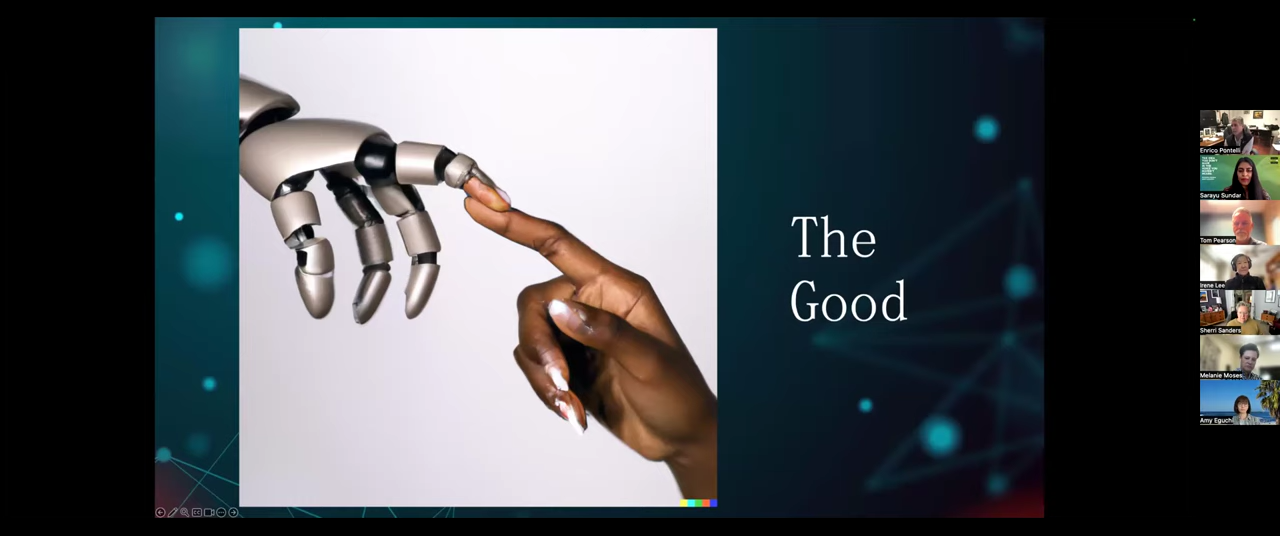 The
Good
Enrico Pontelli
Sarayu Sundar
Tom Pearson
Irene Lee
Sherri Sanders
Melanie Moses
Amy Eguchi